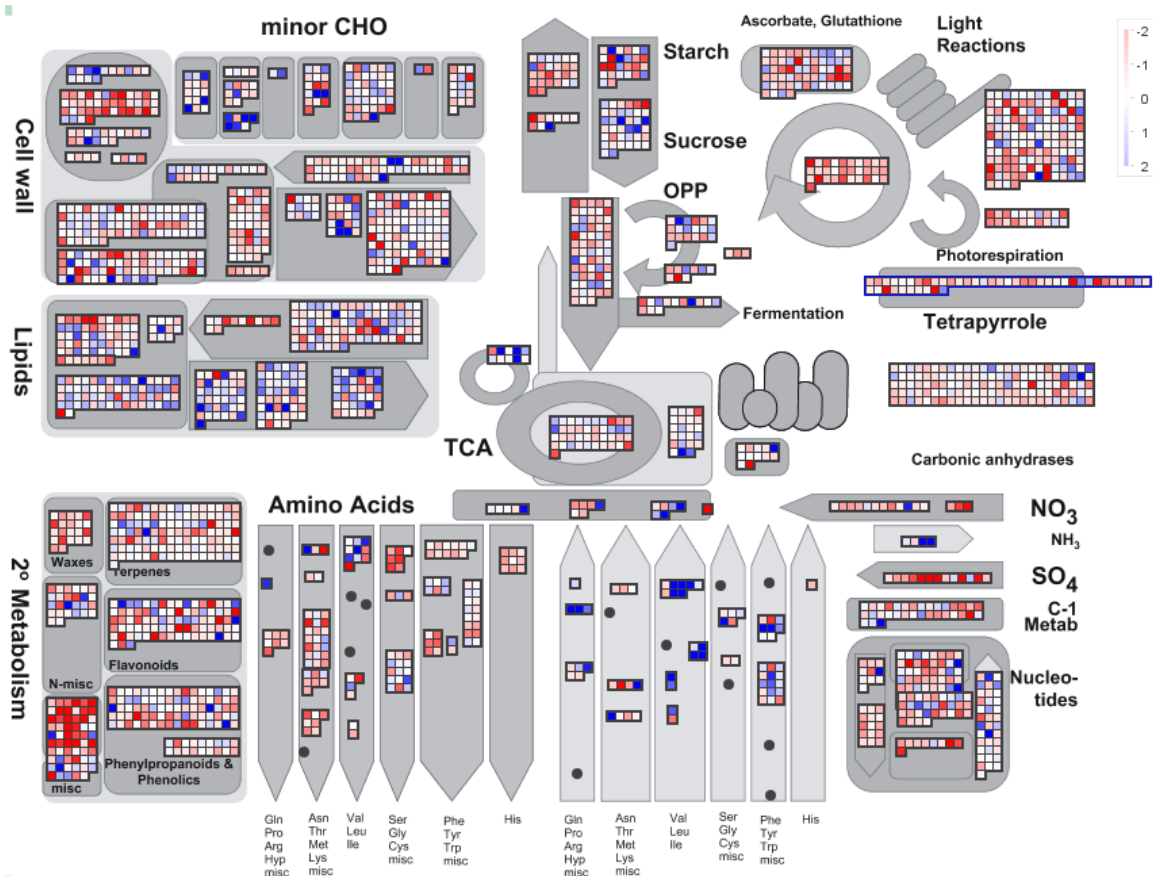 minor CHO
Ascorbate, Glutathione
Light
Reactions
Starch
Sucrose
OPP
-2
-1
0
1
2
Cell wall
Photorespiration
Fermentation
Tetrapyrrole
Lipids
TCA
Carbonic anhydrases
Amino Acids
NO3
NH3
SO4
C-1
Metab
Nucleo-
tides
2º Metabolism
Waxes
Terpenes
Flavonoids
N-misc
Phenylpropanoids &
Phenolics
misc
Gln
Pro
Arg
Hyp
misc
Asn
Thr
Met
Lys
misc
Val
Leu
Ile
Ser
Gly
Cys
misc
Phe
Tyr
Trp
misc
His
Gln
Pro
Arg
Hyp
misc
Asn
Thr
Met
Lys
misc
Val
Leu
Ile
Ser
Gly
Cys
misc
Phe
Tyr
Trp
misc
His